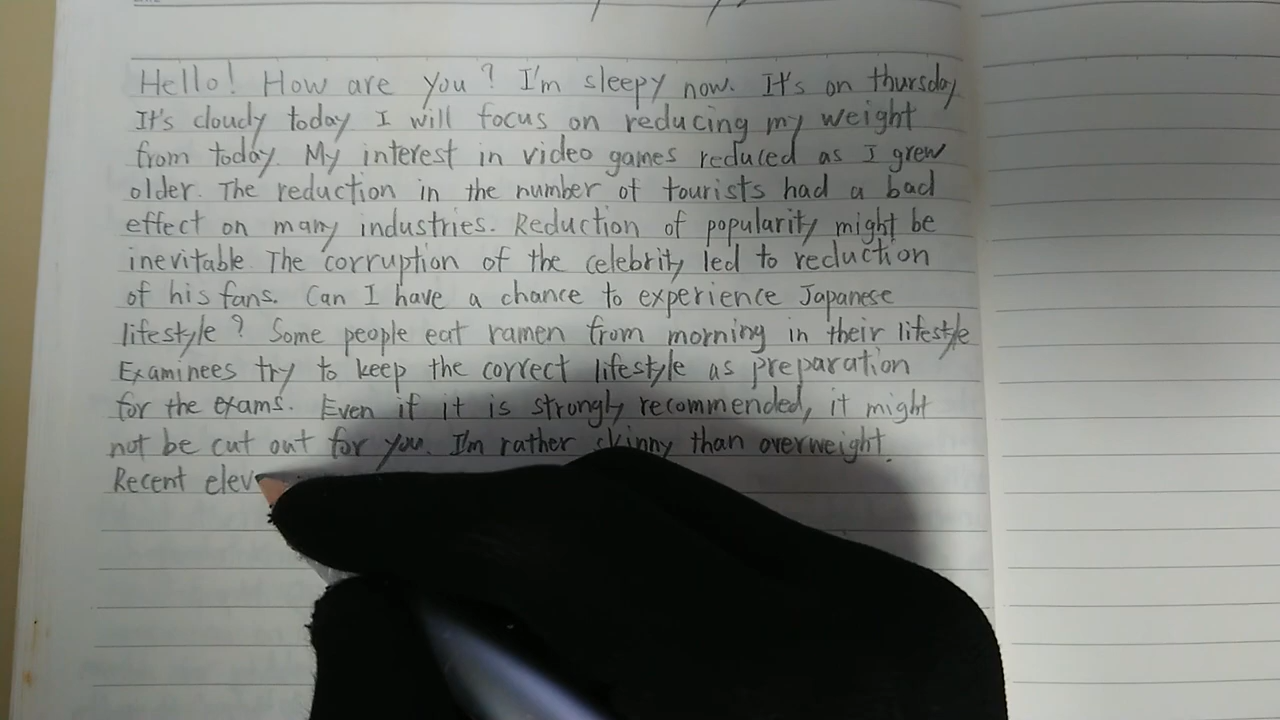 Hello! How are you? I'm sleepy now. It's on thursday
It's cloudy today I will focus on reducing my weight
from today. My interest in video games reduced as I grew
older. The reduction in the number of tourists had a bad
effect on many industries. Reduction of popularity might be
inevitable. The corruption of the celebrity led to reduction
of his fans. Can I have a chance to experience Japanese
lifestyle? Some people eat ramen from morning in their lifestyle
Examinees try to keep the correct lifestyle as preparation
for the exams. Even if it is strongly recommended, it might
not be cut out for you. I'm rather skinny than overweight.
Recent elev